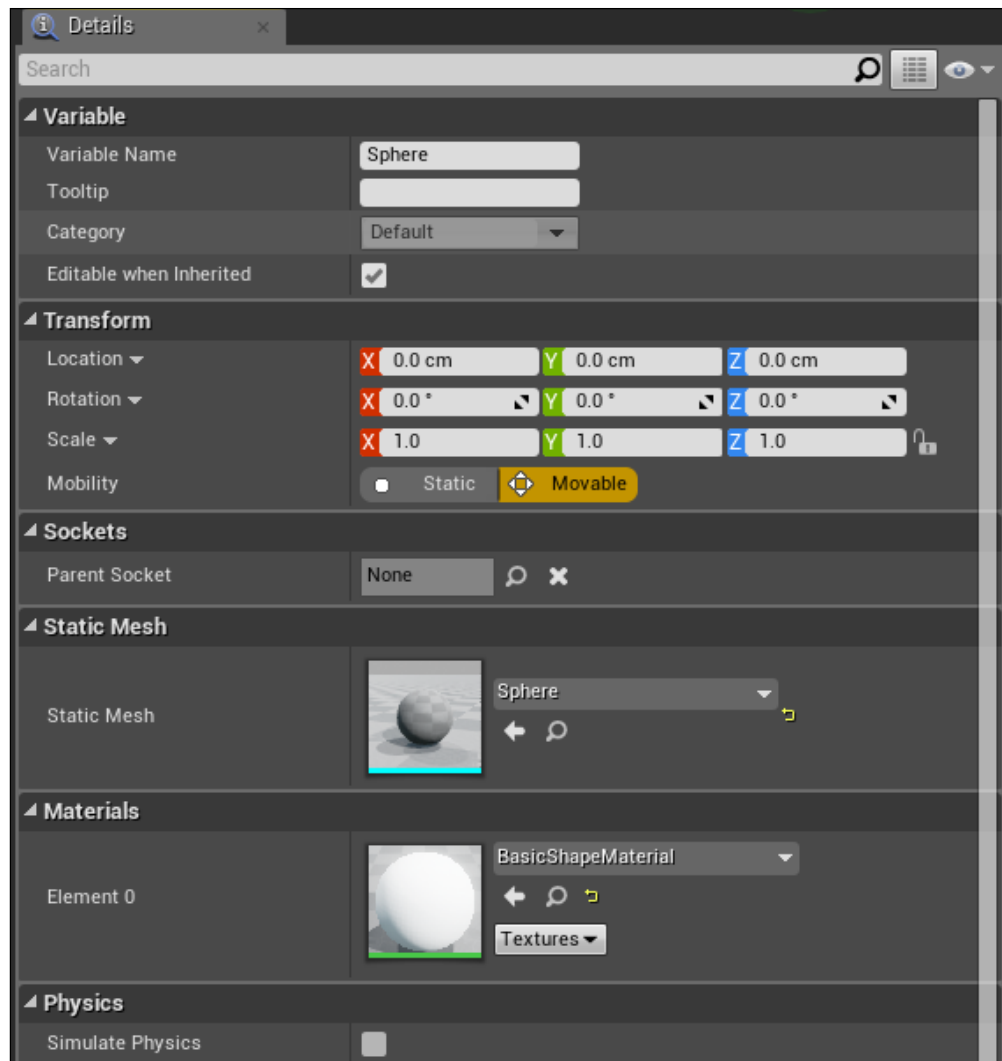 Details
Search
Variable
Variable Name Sphere
Tooltip
Category Default
Editable when Inherited
Transform
Location X 0.0 cm Y 0.0 cm Z 0.0 cm
Rotation X 0.0 ° Y 0.0 ° Z 0.0 °
Scale X 1.0 Y 1.0 Z 1.0
Mobility Static Movable
Sockets
Parent Socket None
Static Mesh
Static Mesh Sphere
Materials
Element 0 BasicShapeMaterial
Textures
Physics
Simulate Physics